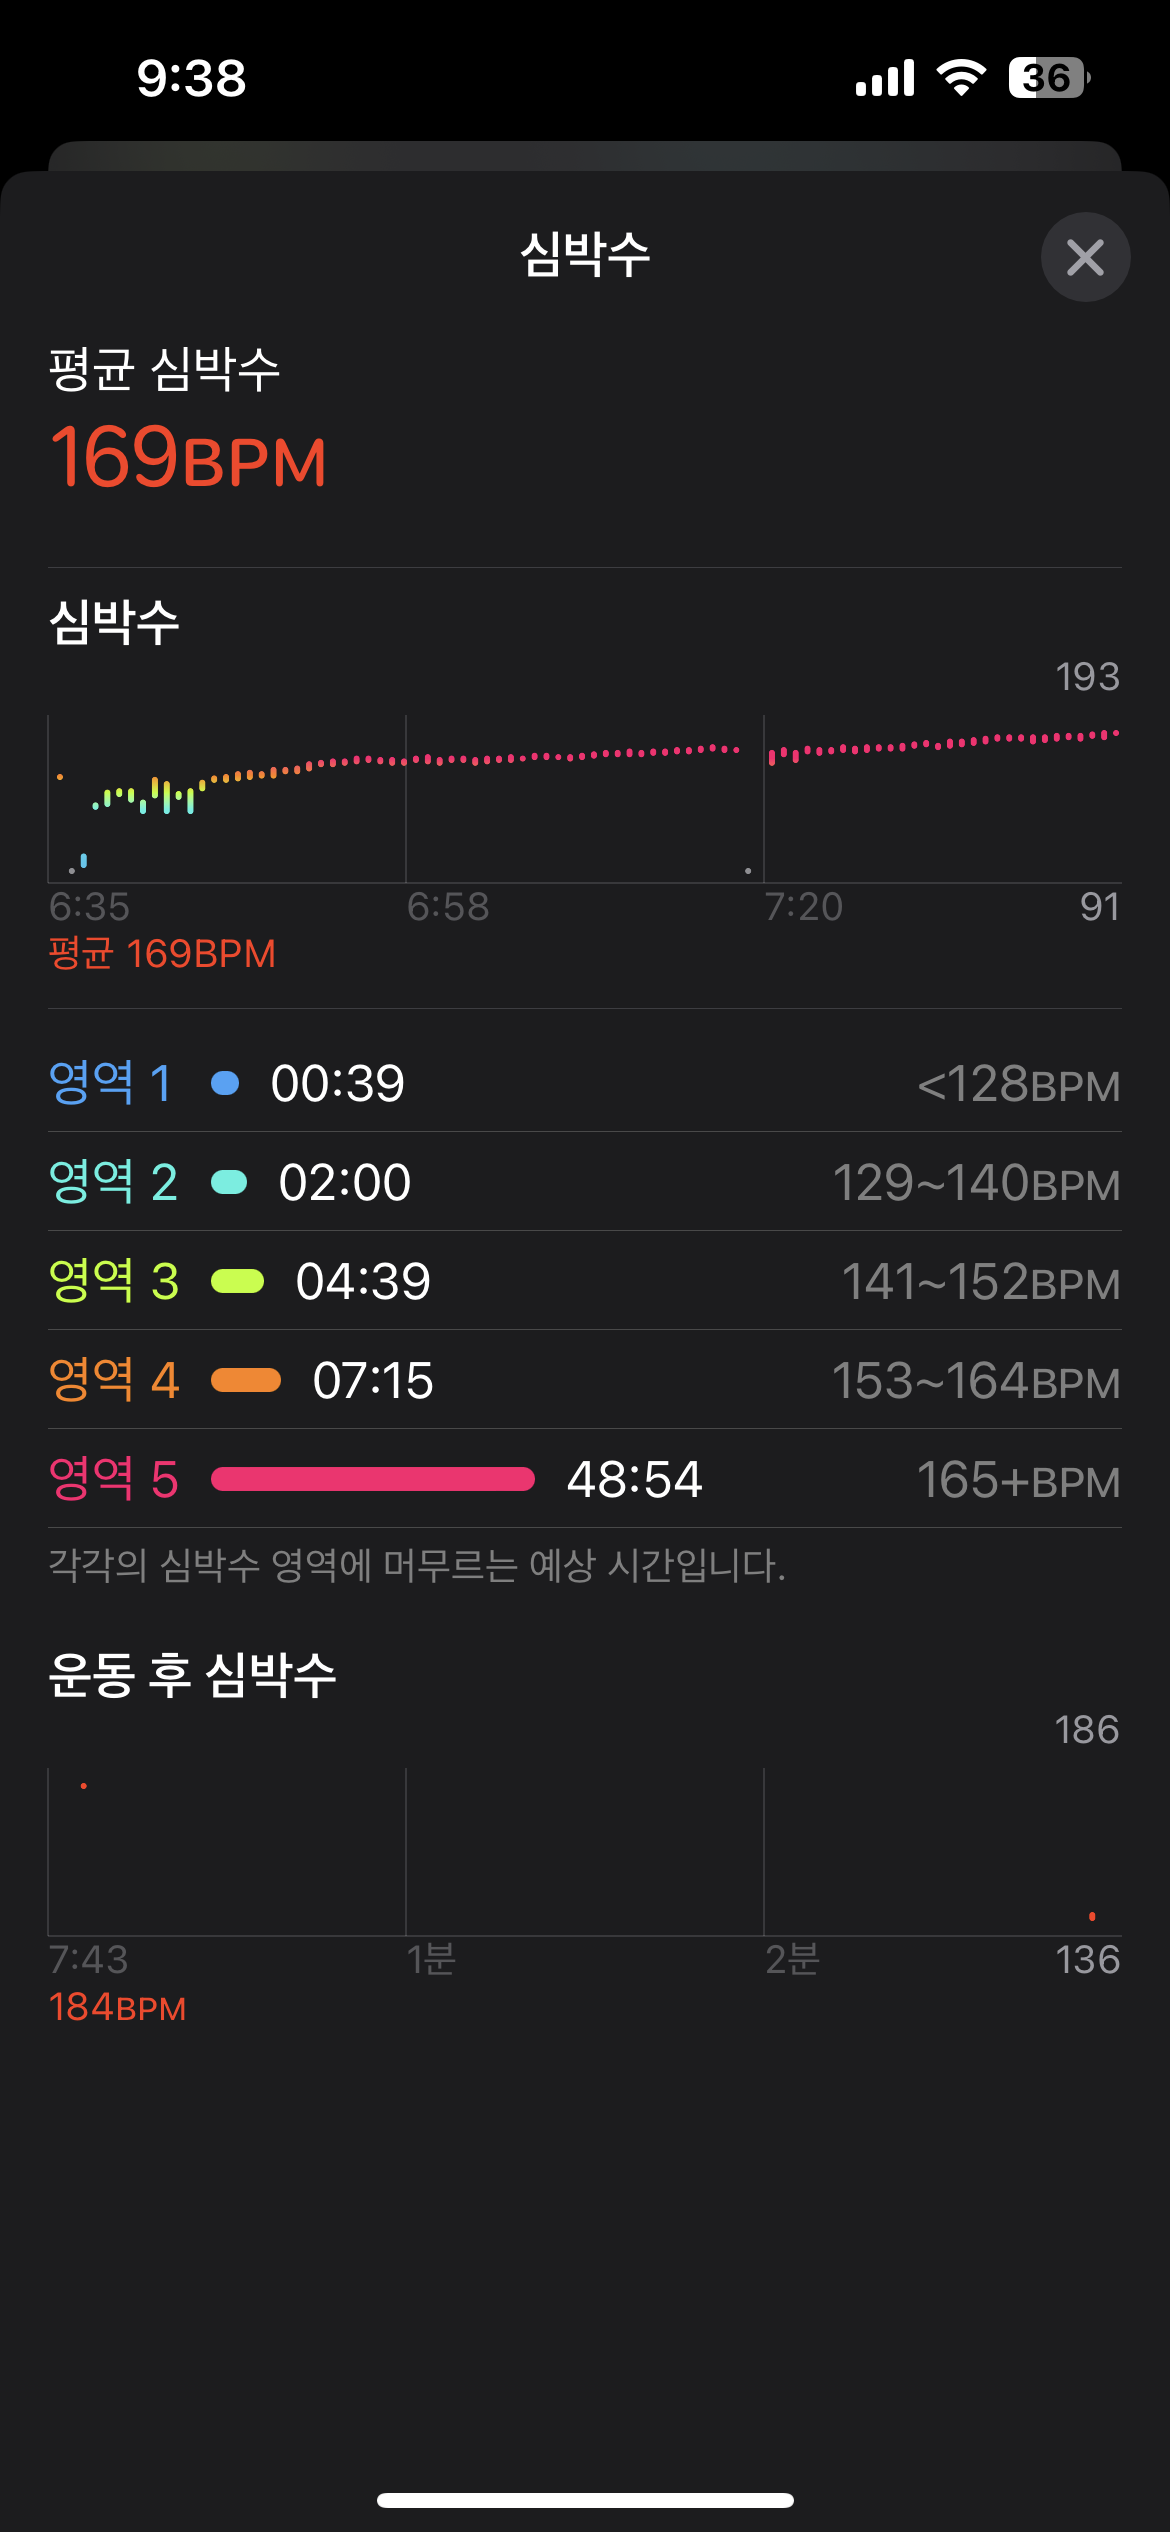 9:38
36
심박수
평균 심박수
169BPM
심박수
193
6:35 6:58 7:20 91
평균 169BPM
영역 1 00:39 <128BPM
영역 2 02:00 129~140BPM
영역 3 04:39 141~152BPM
영역 4 07:15 153~164BPM
영역 5 48:54 165+BPM
각각의 심박수 영역에 머무르는 예상 시간입니다.
운동 후 심박수
186
7:43 1분 2분 136
184BPM